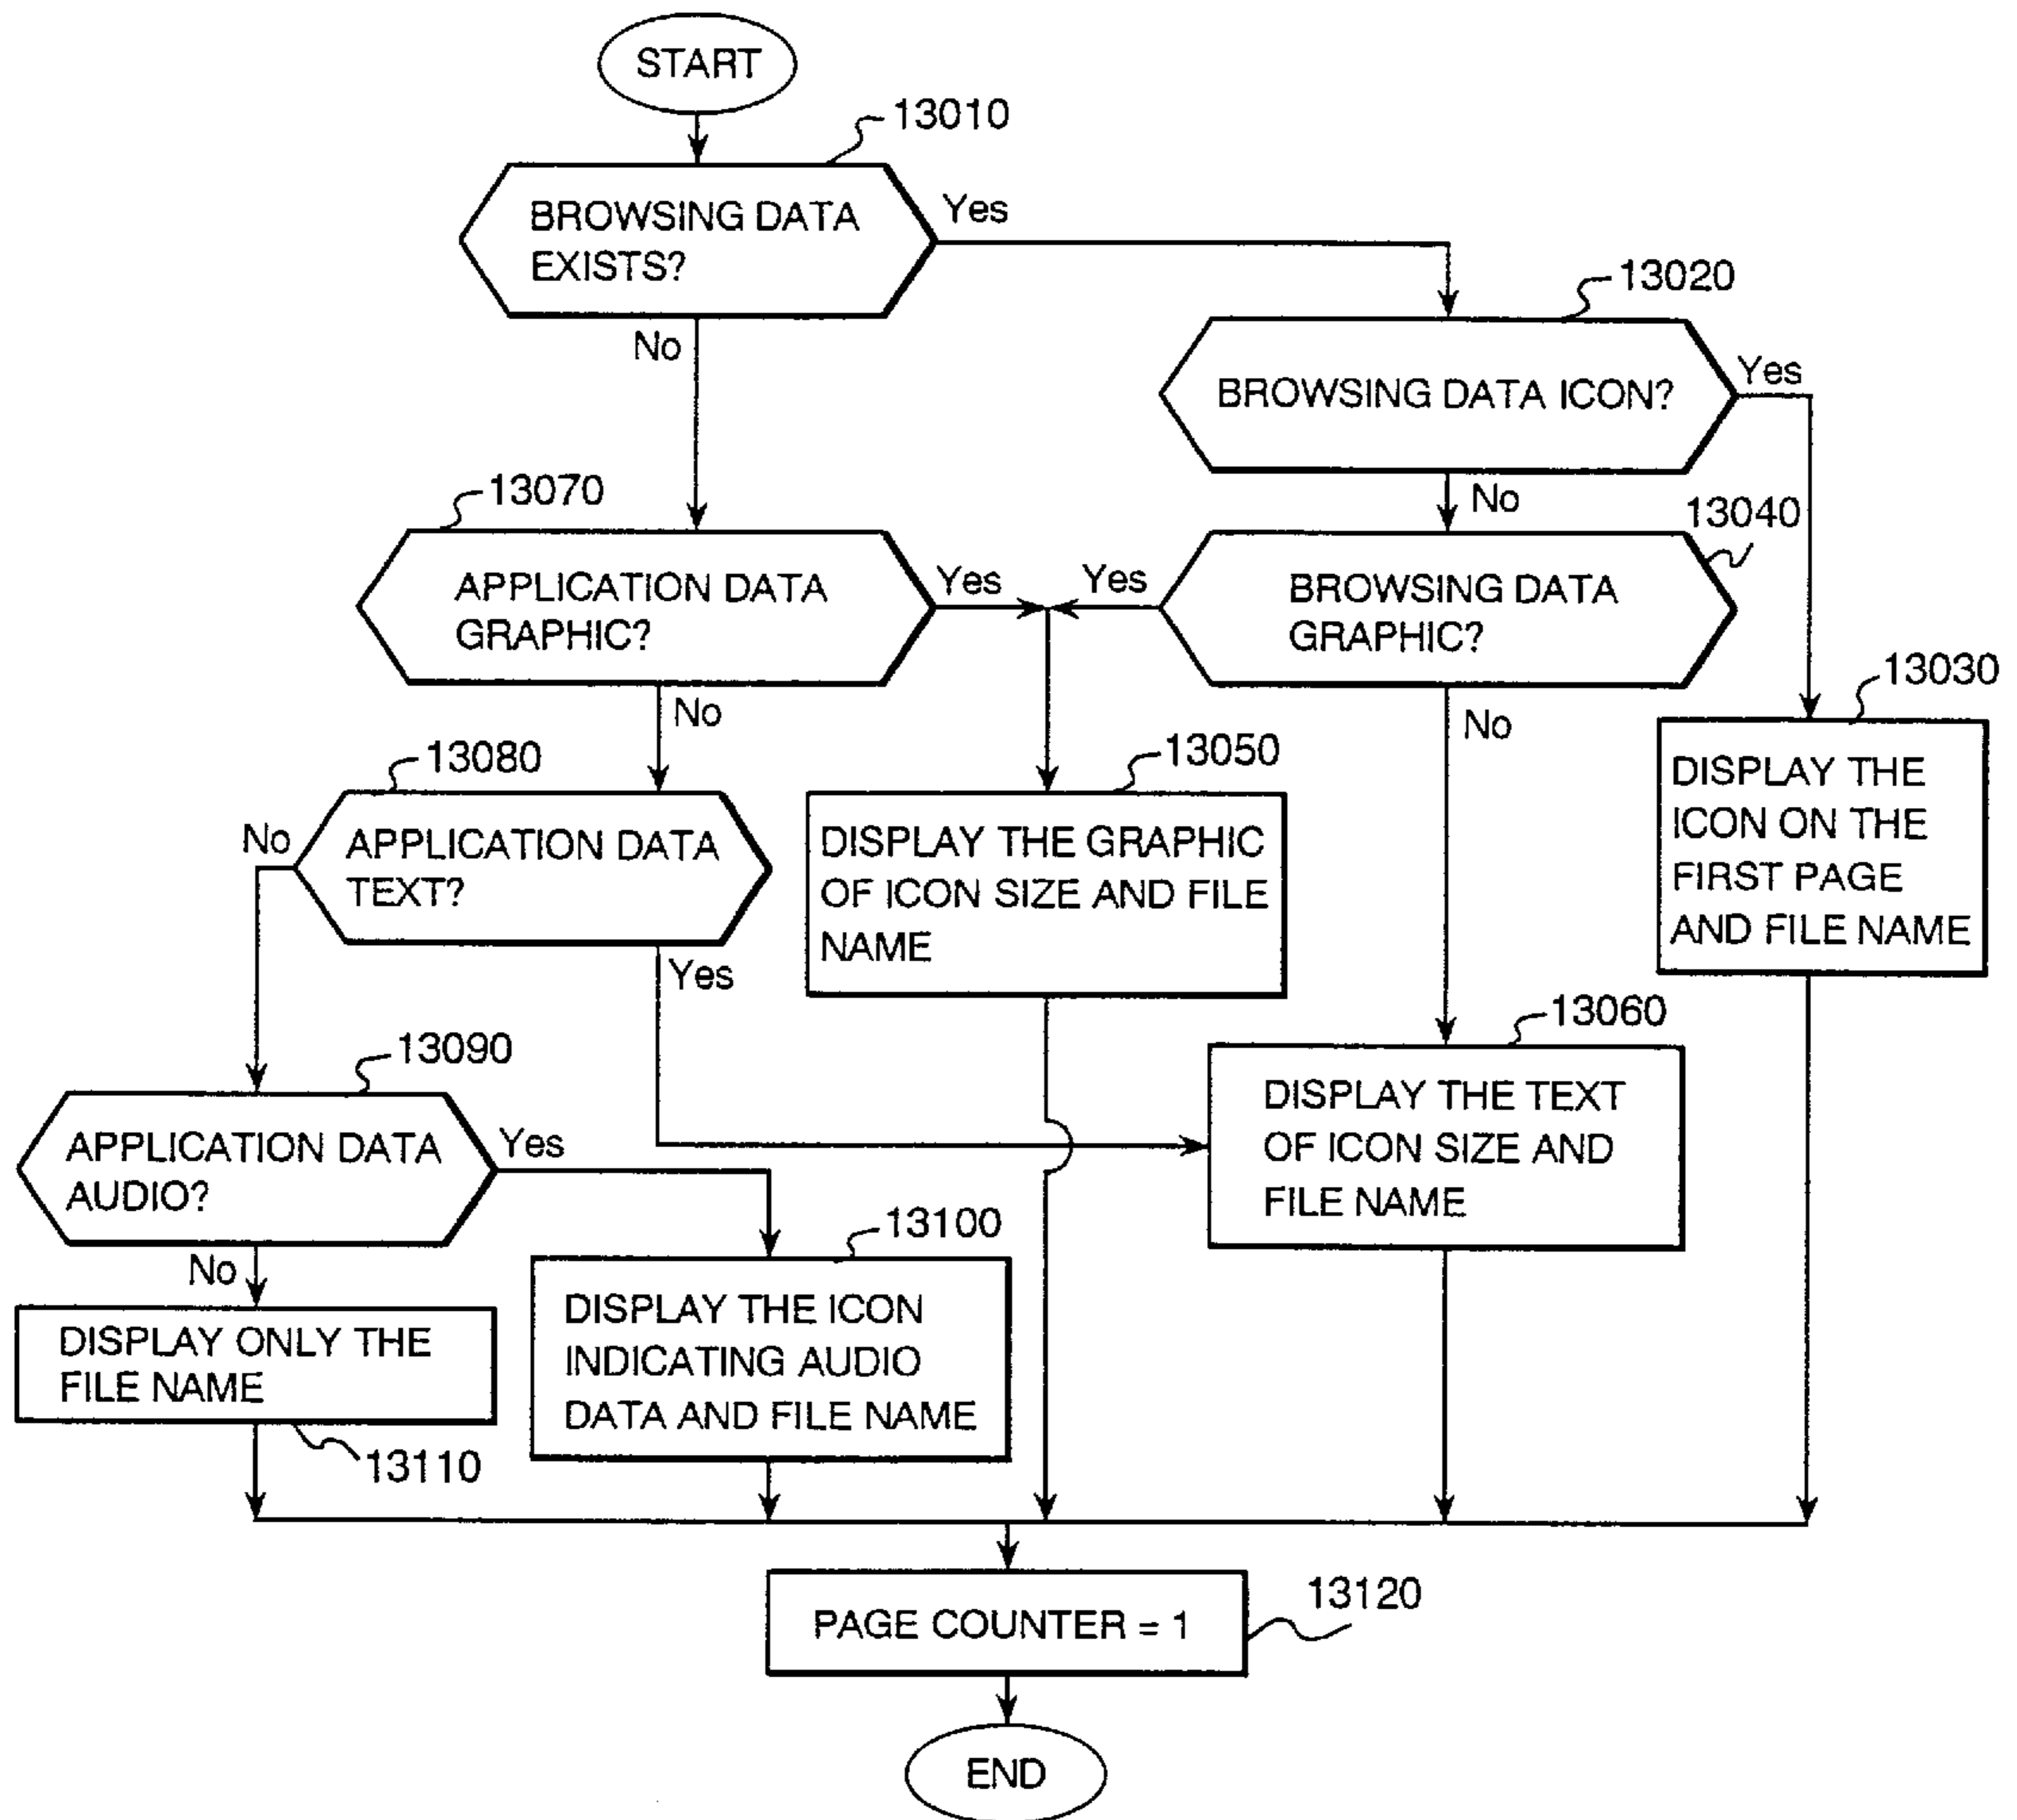 START
13010
BROWSING DATA
EXISTS?
Yes
No
13020
BROWSING DATA ICON?
Yes
No
13070
APPLICATION DATA
GRAPHIC?
Yes
No
13040
BROWSING DATA
GRAPHIC?
Yes
No
13030
DISPLAY THE
ICON ON THE
FIRST PAGE
AND FILE NAME
13080
APPLICATION DATA
TEXT?
No
Yes
13050
DISPLAY THE GRAPHIC
OF ICON SIZE AND FILE
NAME
13060
DISPLAY THE TEXT
OF ICON SIZE AND
FILE NAME
13090
APPLICATION DATA
AUDIO?
Yes
No
13100
DISPLAY THE ICON
INDICATING AUDIO
DATA AND FILE NAME
DISPLAY ONLY THE
FILE NAME
13110
PAGE COUNTER = 1
13120
END